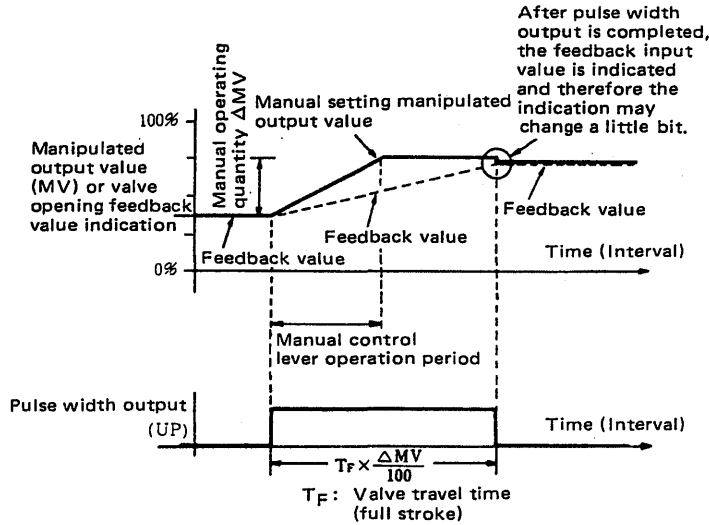 After pulse width
output is completed,
the feedback input
value is indicated
and therefore the
indication may
change a little bit.
100%
Manual operating
quantity ΔMV
Manual setting manipulated
output value
Manipulated
output value
(MV) or valve
opening feedback
value indication
Feedback value
Feedback value
Feedback value
0%
Time (Interval)
Manual control
lever operation period
Pulse width output
(UP)
Time (Interval)
TF × ΔMV
100
TF : Valve travel time
(full stroke)